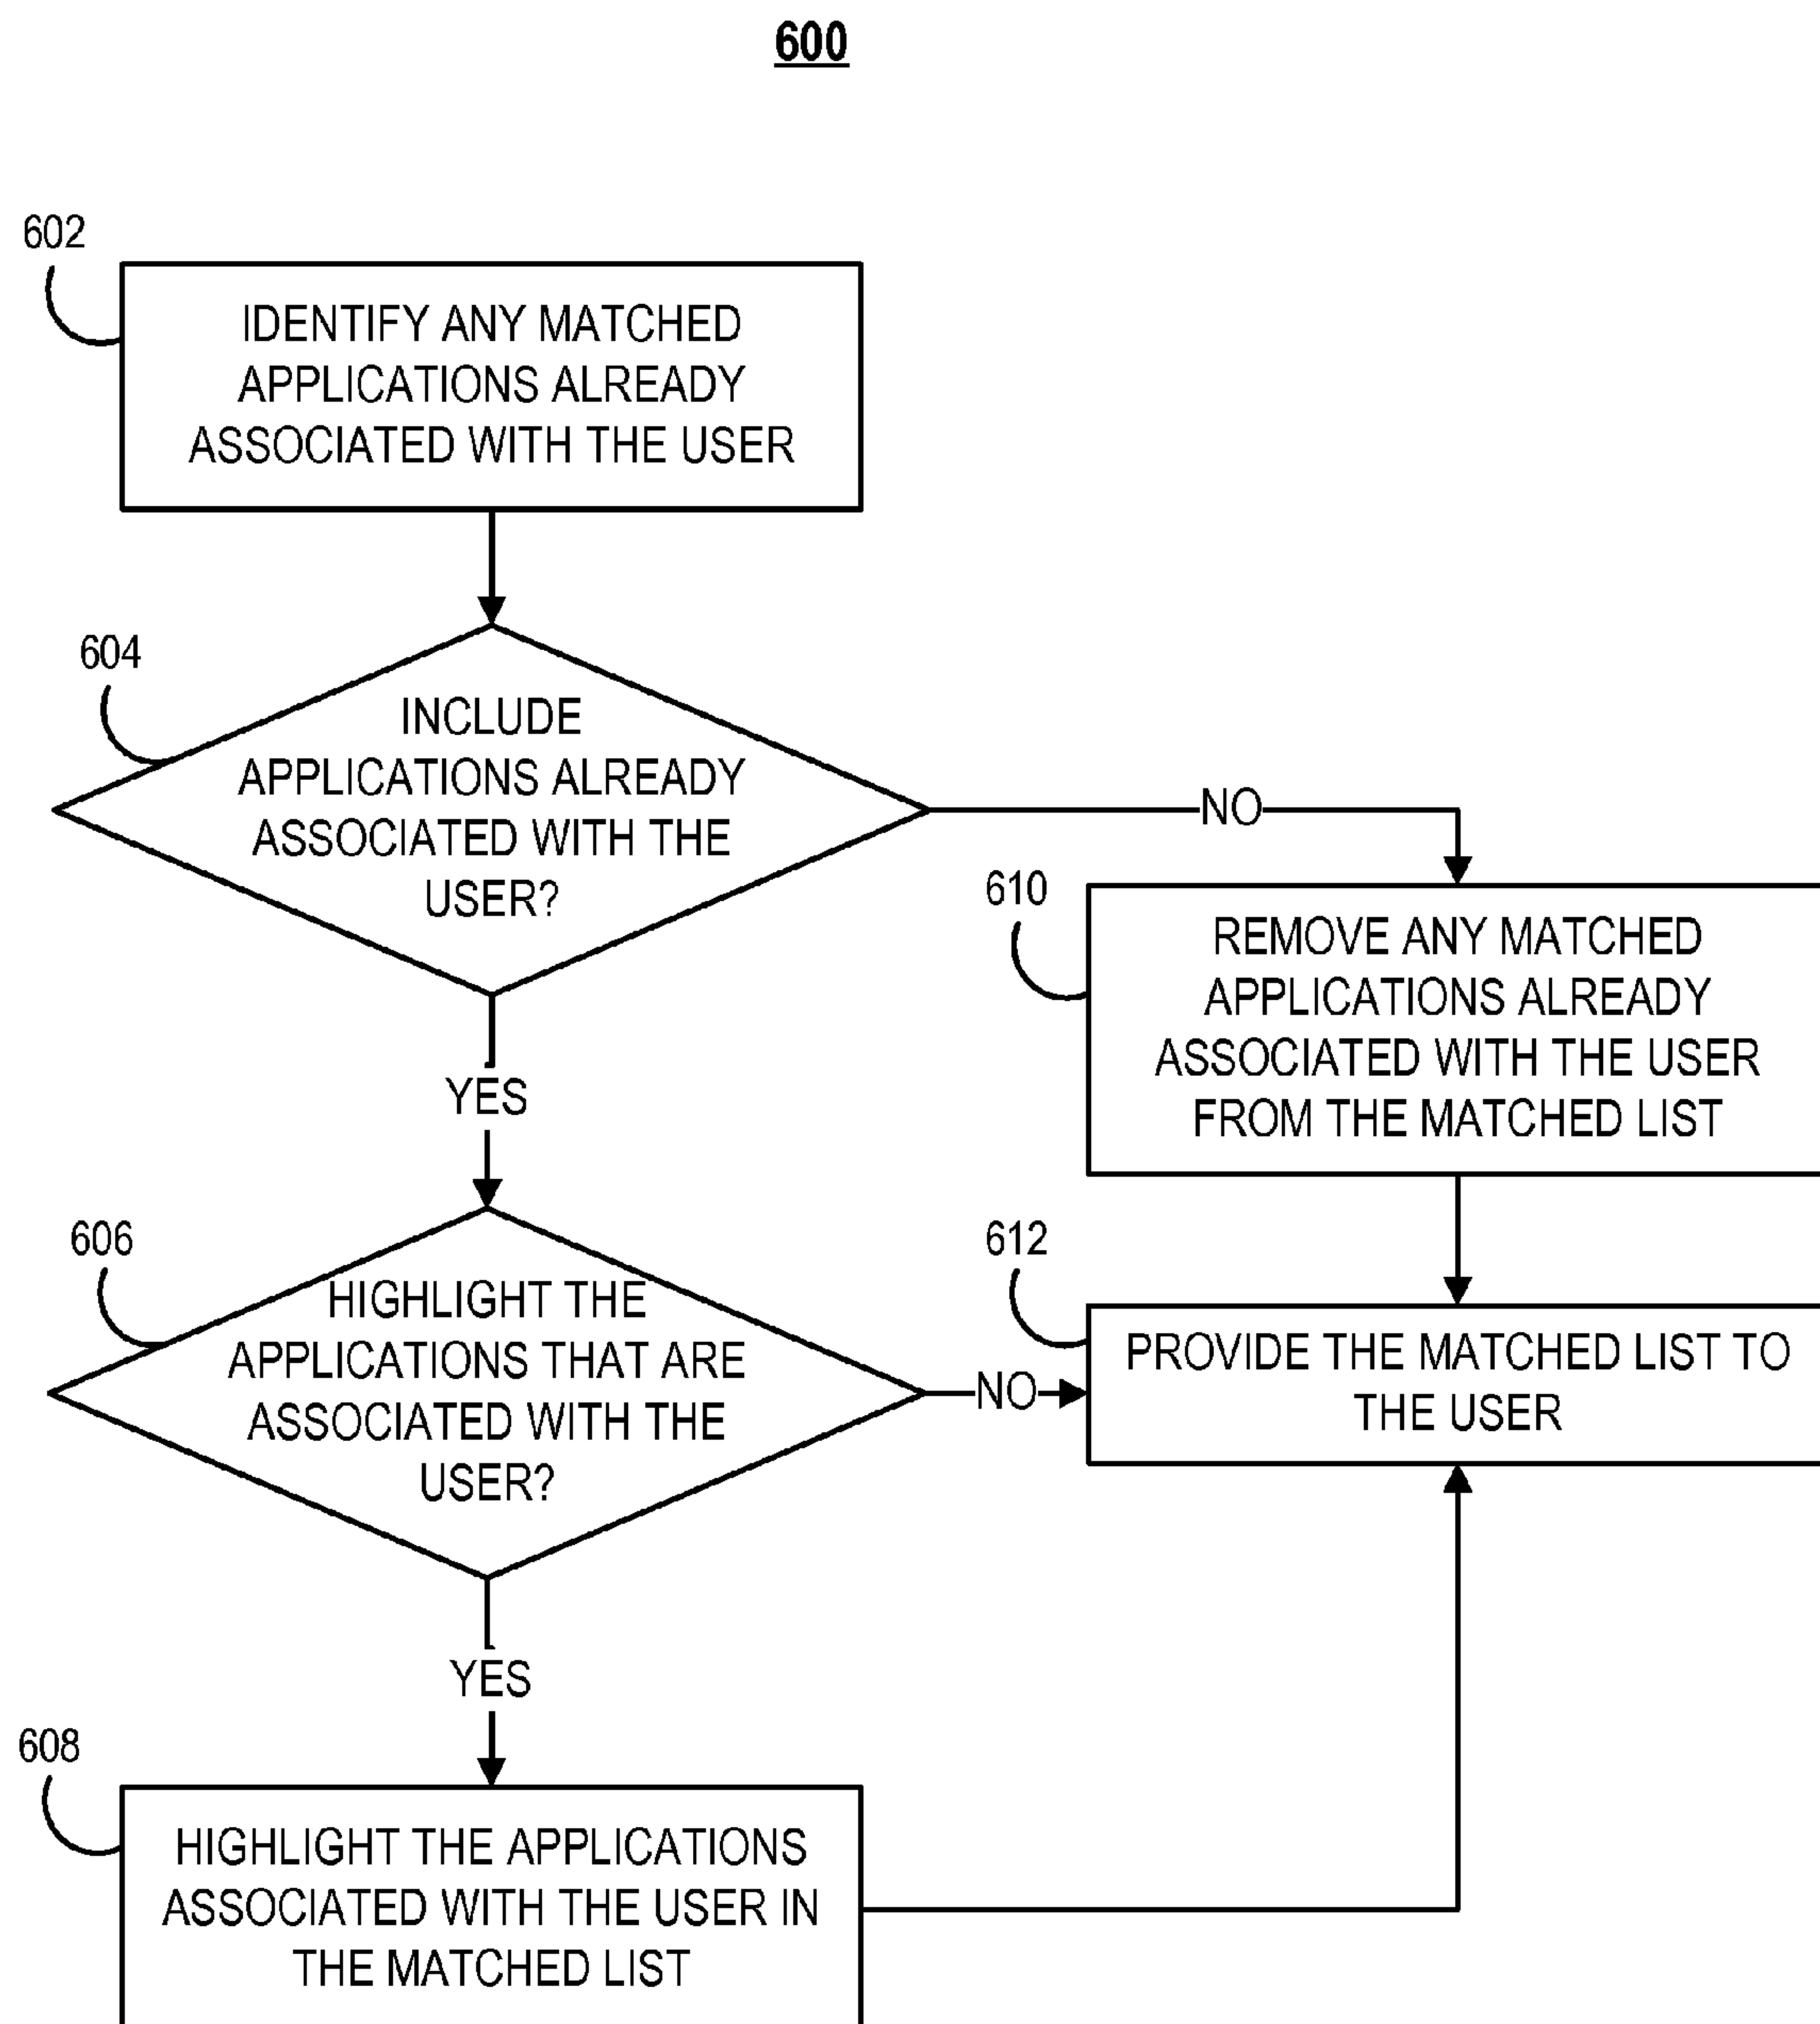 600
602
IDENTIFY ANY MATCHED
APPLICATIONS ALREADY
ASSOCIATED WITH THE USER
604
INCLUDE
APPLICATIONS ALREADY
ASSOCIATED WITH THE
USER?
NO
610
REMOVE ANY MATCHED
APPLICATIONS ALREADY
ASSOCIATED WITH THE USER
FROM THE MATCHED LIST
YES
606
HIGHLIGHT THE
APPLICATIONS THAT ARE
ASSOCIATED WITH THE
USER?
NO
612
PROVIDE THE MATCHED LIST TO
THE USER
YES
608
HIGHLIGHT THE APPLICATIONS
ASSOCIATED WITH THE USER IN
THE MATCHED LIST